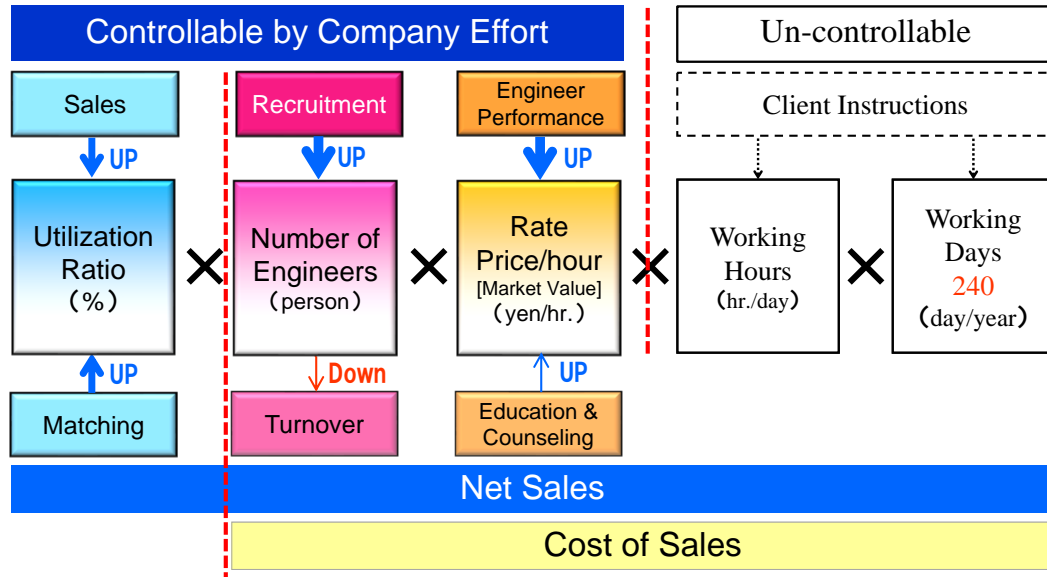 Controllable by Company Effort
Un-controllable
Sales
Recruitment
Engineer
Performance
Client Instructions
UP
UP
UP
Utilization
Ratio
(%)
×
Number of
Engineers
(person)
×
Rate
Price/hour
[Market Value]
(yen/hr.)
×
Working
Hours
(hr./day)
×
Working
Days
240
(day/year)
UP
Down
UP
Matching
Turnover
Education &
Counseling
Net Sales
Cost of Sales